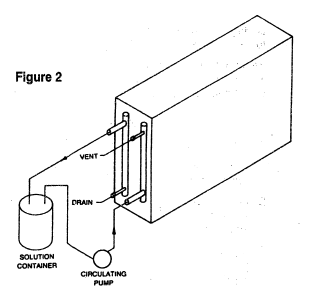 Figure 2
VENT
DRAIN
SOLUTION
CONTAINER
CIRCULATING
PUMP